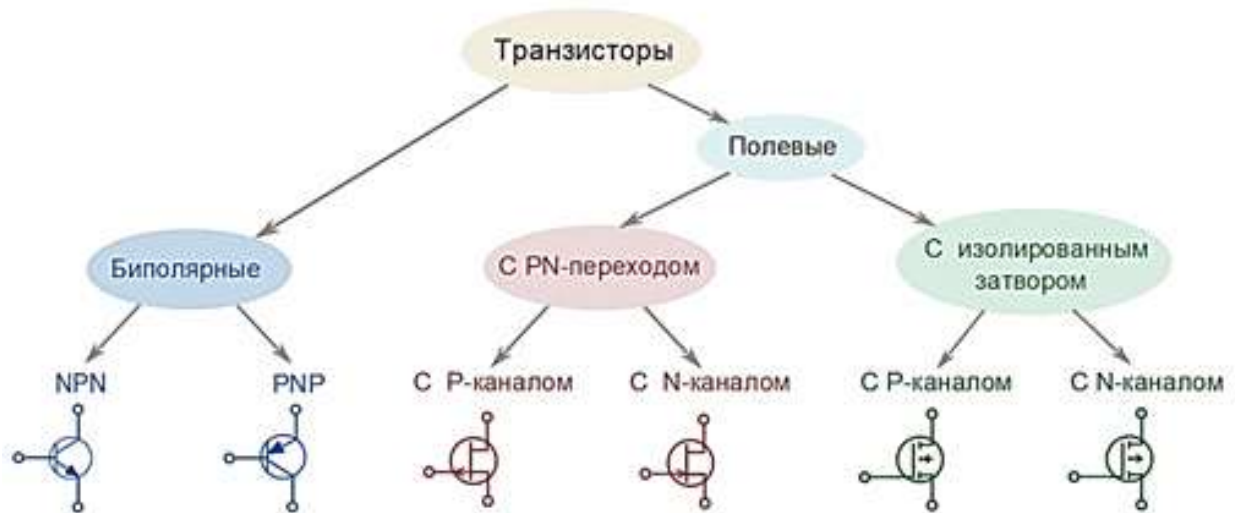 Транзисторы
Полевые
Биполярные
С PN-переходом
С изолированным
затвором
NPN
PNP
С P-каналом
С N-каналом
С P-каналом
С N-каналом